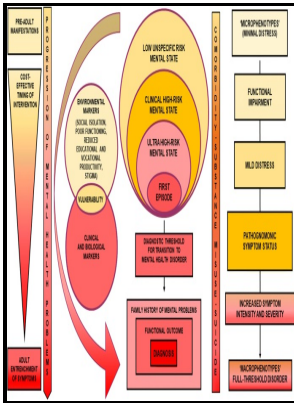 PRE-ADULT
MANIFESTATIONS
COST-
EFFECTIVE
TIMING OF
INTERVENTION
ADULT
ENTRENCHMENT
OF SYMPTOMS
PROGRESSION OF MENTAL HEALTH PROBLEMS
ENVIRONMENTAL
MARKERS
(SOCIAL ISOLATION,
POOR FUNCTIONING,
REDUCED
EDUCATIONAL AND
VOCATIONAL
PRODUCTIVITY,
STIGMA)
VULNERABILITY
CLINICAL
AND BIOLOGICAL
MARKERS
LOW UNSPECIFIC RISK
MENTAL STATE
CLINICAL HIGH-RISK
MENTAL STATE
ULTRA-HIGH-RISK
MENTAL STATE
FIRST
EPISODE
DIAGNOSTIC THRESHOLD
FOR TRANSITION TO
MENTAL HEALTH DISORDER
FAMILY HISTORY OF MENTAL PROBLEMS
FUNCTIONAL OUTCOME
DIAGNOSIS
COMORBIDITY-SUBSTANCE MISUSE-SUICIDE
'MICROPHENOTYPES'
(MINIMAL DISTRESS)
FUNCTIONAL
IMPAIRMENT
MILD DISTRESS
PATHOGNOMIC
SYMPTOM STATUS
INCREASED SYMPTOM
INTENSITY AND SEVERITY
'MACROPHENOTYPES'
FULL-THRESHOLD DISORDER